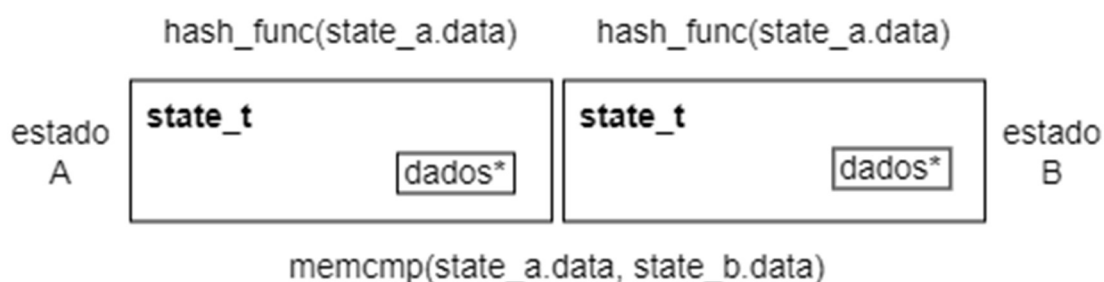 hash_func(state_a.data) hash_func(state_a.data)
estado
A
state_t
dados*
state_t
dados*
estado
B
memcmp(state_a.data, state_b.data)